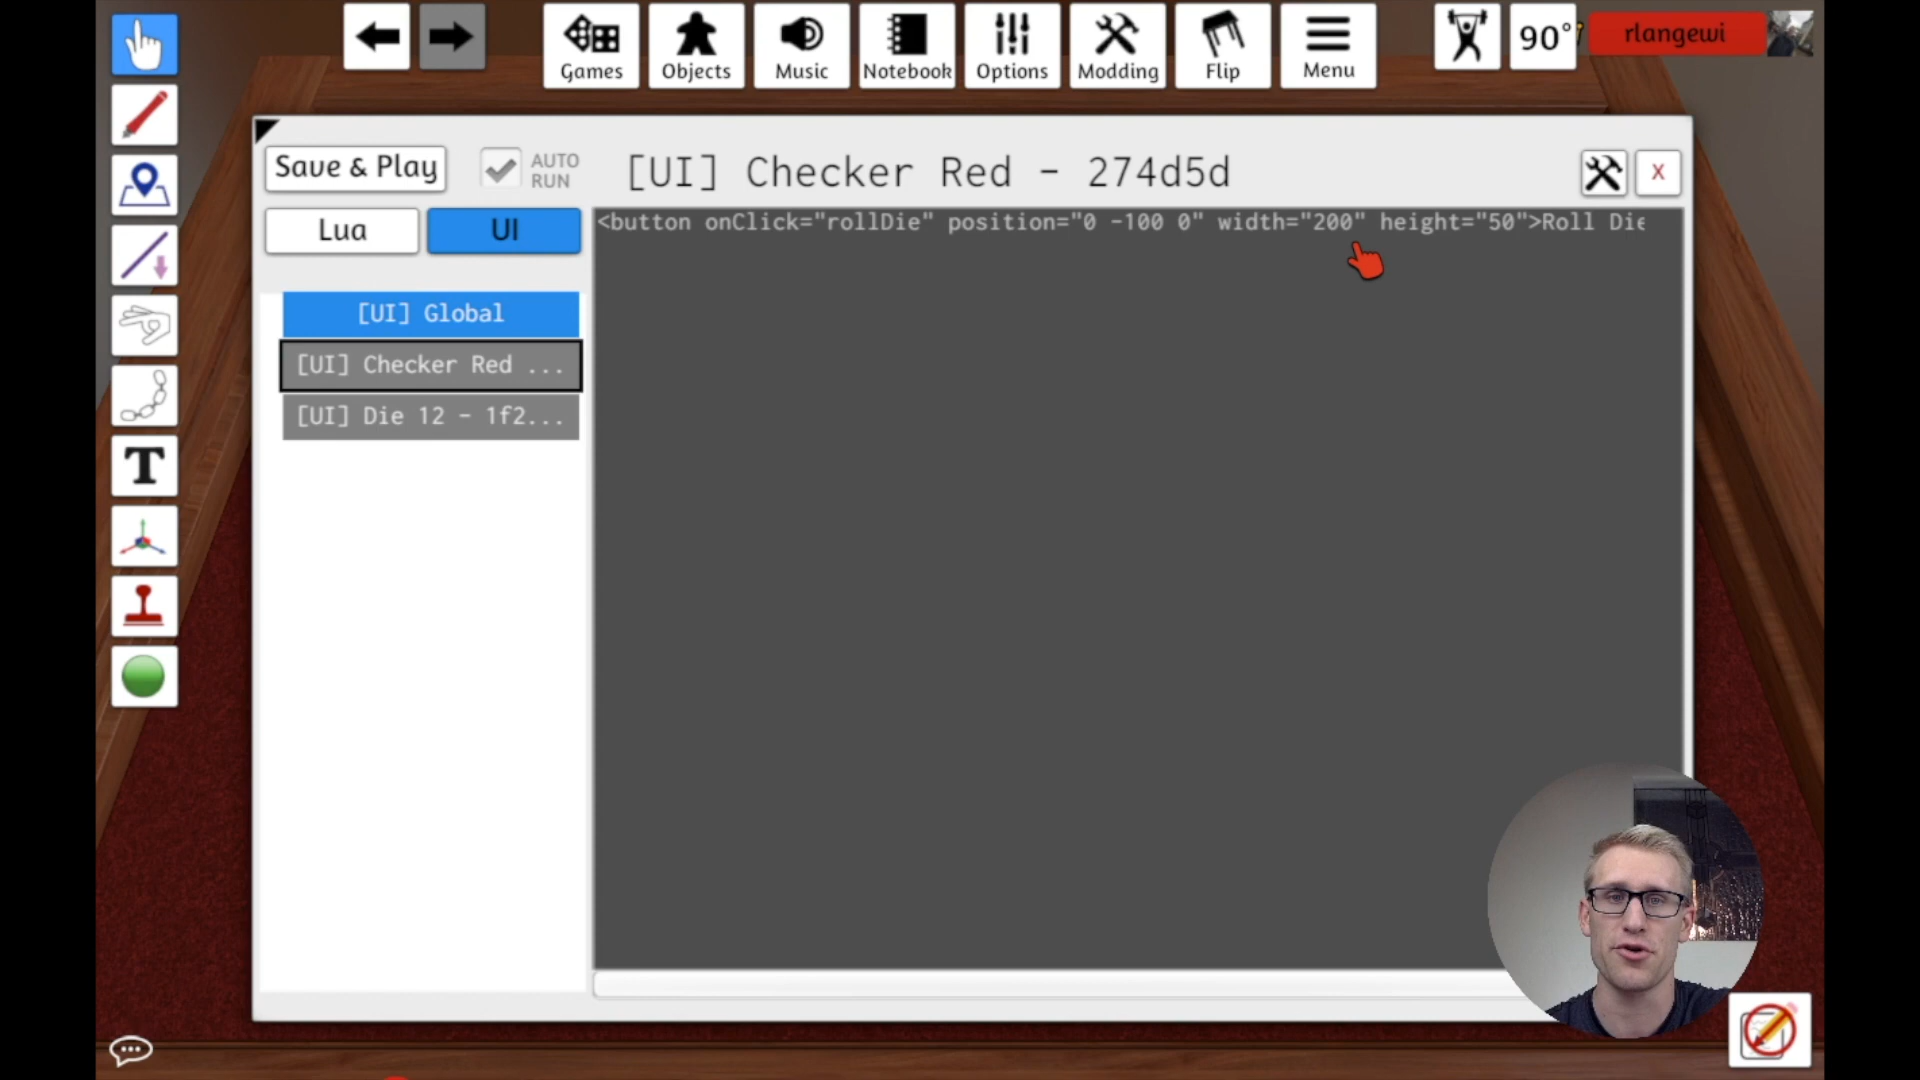 Games
Objects
Music
Notebook
Options
Modding
Flip
Menu
90°
rlangewi
Save & Play
AUTO
RUN
[UI] Checker Red - 274d5d
X
Lua
UI
<button onClick="rollDie" position="0 -100 0" width="200" height="50">Roll Die
[UI] Global
[UI] Checker Red ...
[UI] Die 12 - 1f2...
T